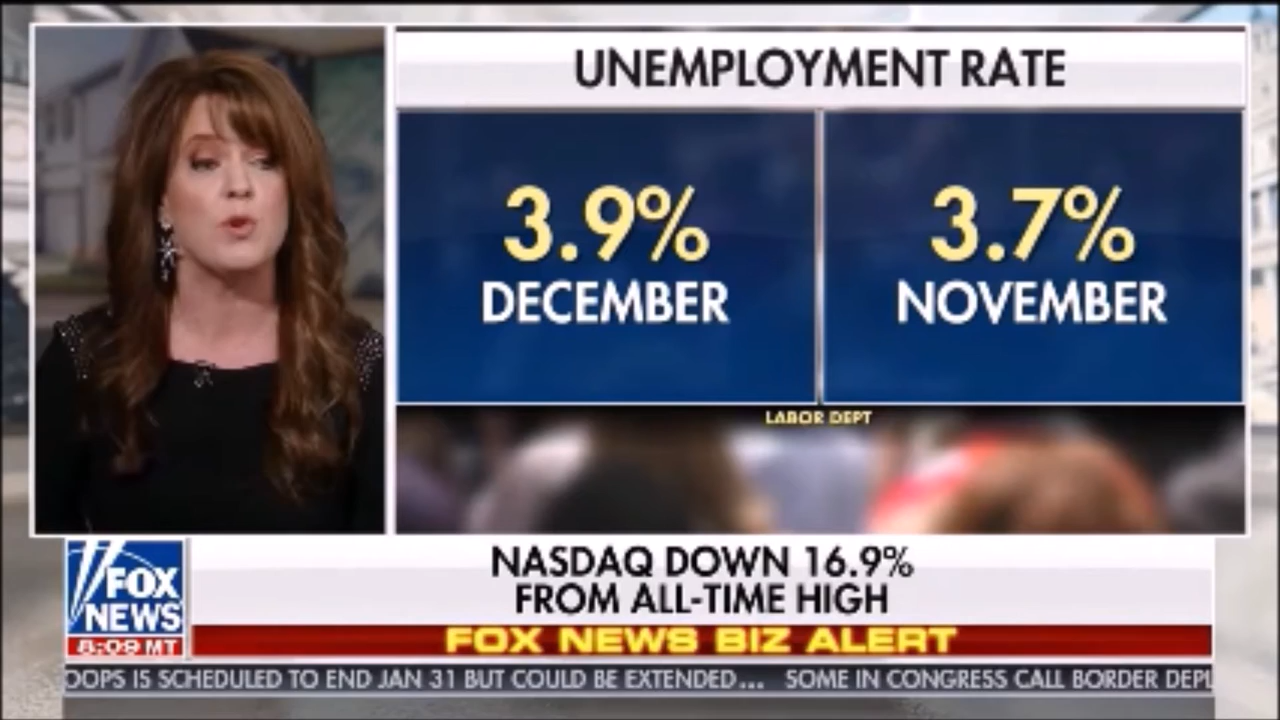 UNEMPLOYMENT RATE
3.9%
DECEMBER
3.7%
NOVEMBER
LABOR DEPT
NASDAQ DOWN 16.9%
FROM ALL-TIME HIGH
FOX
NEWS
8:09 MT
FOX NEWS BIZ ALERT
OOPS IS SCHEDULED TO END JAN 31 BUT COULD BE EXTENDED... SOME IN CONGRESS CALL BORDER DEPL